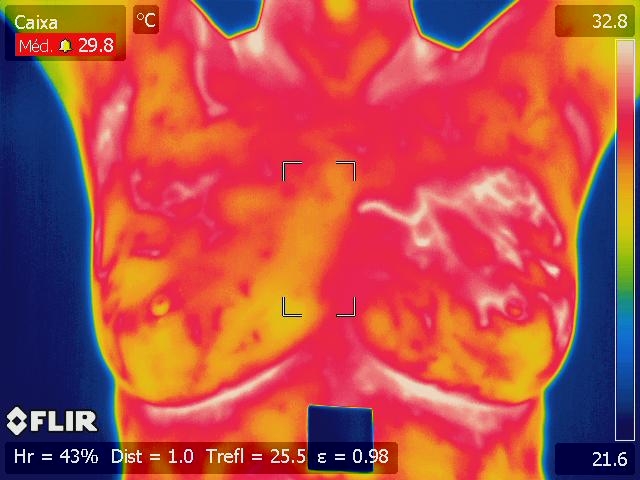 Caixa °C 32.8
Méd. 29.8
FLIR
Hr = 43% Dist = 1.0 Trefl = 25.5 ε = 0.98 21.6